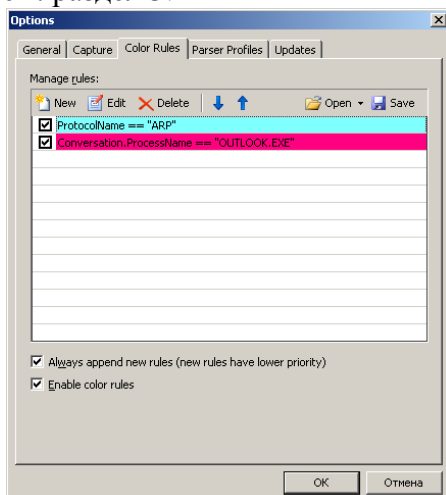 Options
General Capture Color Rules Parser Profiles Updates
Manage rules:
New Edit Delete Open Save
ProtocolName == "ARP"
Conversation.ProcessName == "OUTLOOK.EXE"
Always append new rules (new rules have lower priority)
Enable color rules
OK Отмена